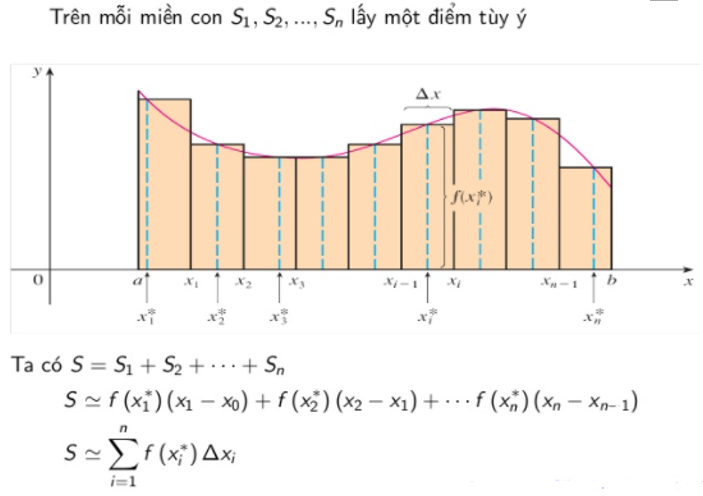 Trên mỗi miền con S₁, S₂, ..., Sₙ lấy một điểm tùy ý
y
Δx
f(xᵢ*)
0 a x₁ x₂ x₃ xᵢ₋₁ xᵢ xₙ₋₁ b x
x₁* x₂* x₃* xᵢ* xₙ*
Ta có S = S₁ + S₂ + ··· + Sₙ
S ≃ f (x₁*) (x₁ − x₀) + f (x₂*) (x₂ − x₁) + ··· f (xₙ*) (xₙ − xₙ₋₁)
S ≃ ∑ᵢ₌₁ⁿ f (xᵢ*) Δxᵢ